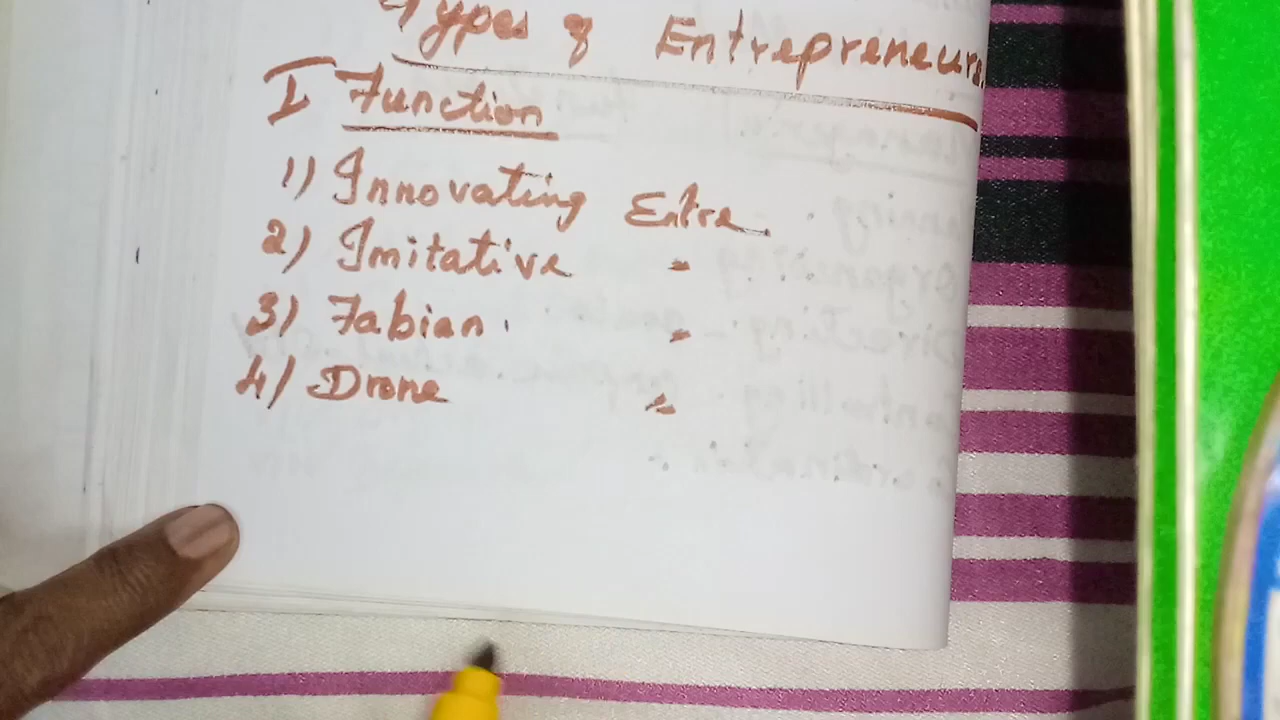 Types of Entrepreneurs
I Function
1) Innovating Entre
2) Imitative "
3) Fabian "
4) Drone "